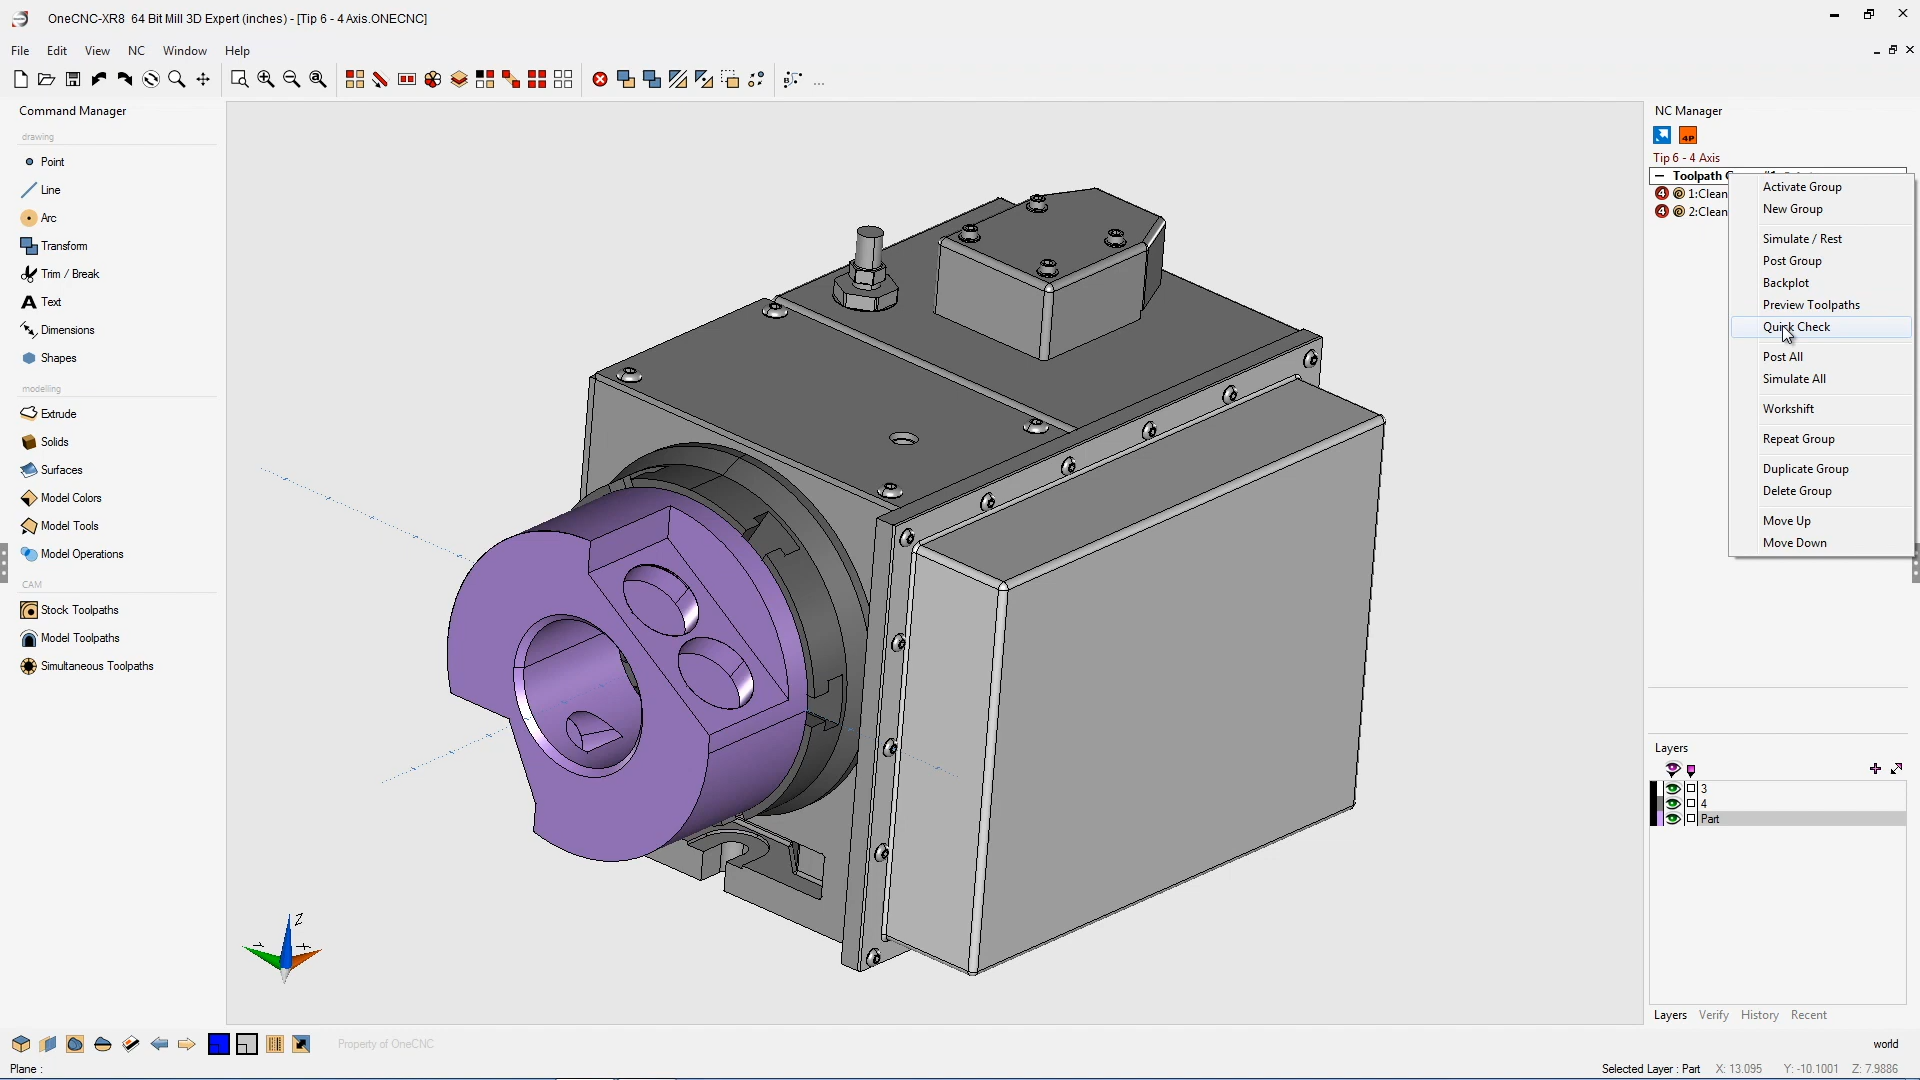 OneCNC-XR8 64 Bit Mill 3D Expert (inches) - [Tip 6 - 4 Axis.ONECNC]
File Edit View NC Window Help
Command Manager
drawing
Point
Line
Arc
Transform
Trim / Break
Text
Dimensions
Shapes
modelling
Extrude
Solids
Surfaces
Model Colors
Model Tools
Model Operations
CAM
Stock Toolpaths
Model Toolpaths
Simultaneous Toolpaths
Z
NC Manager
4P
Tip 6 - 4 Axis
Toolpath
4 1:Clean
4 2:Clean
Activate Group
New Group
Simulate / Rest
Post Group
Backplot
Preview Toolpaths
Quick Check
Post All
Simulate All
Workshift
Repeat Group
Duplicate Group
Delete Group
Move Up
Move Down
Layers
3
4
Part
Layers Verify History Recent
Property of OneCNC
world
Plane :
Selected Layer : Part X: 13.095 Y: -10.1001 Z: 7.9886